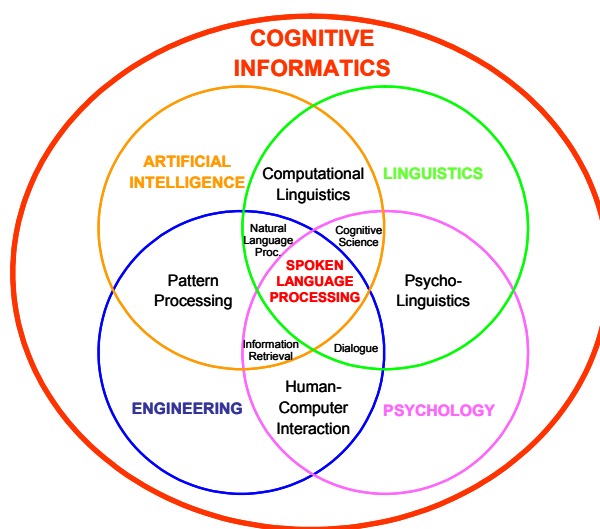 COGNITIVE
INFORMATICS
ARTIFICIAL
INTELLIGENCE
Computational
Linguistics
LINGUISTICS
Natural
Language
Proc.
Cognitive
Science
SPOKEN
LANGUAGE
PROCESSING
Pattern
Processing
Psycho-
Linguistics
Information
Retrieval
Dialogue
ENGINEERING
Human-
Computer
Interaction
PSYCHOLOGY